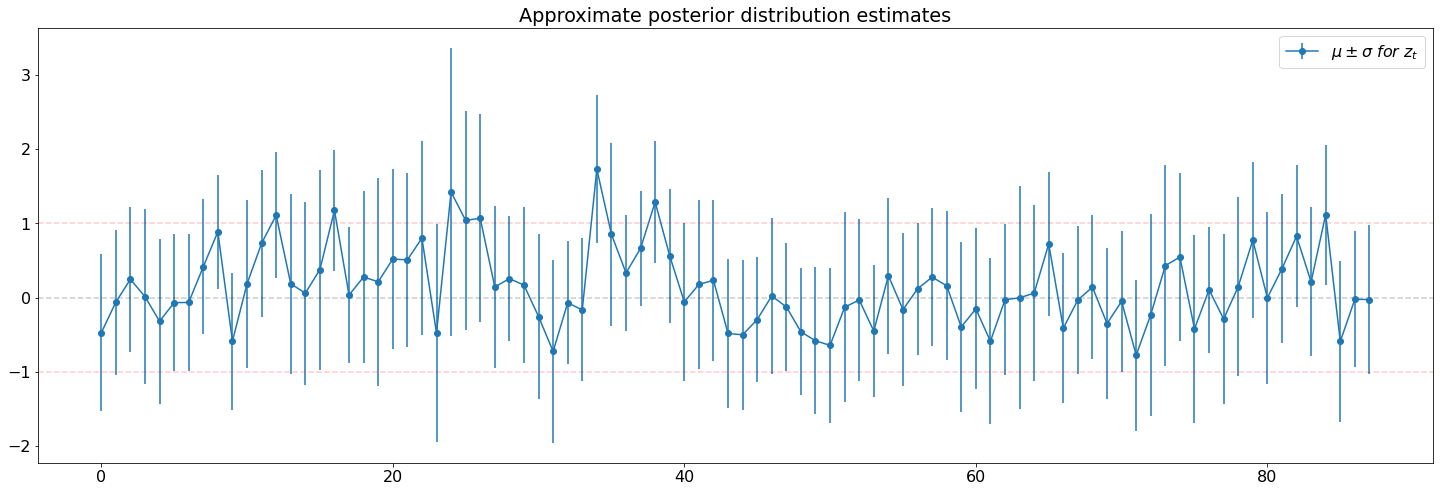 Approximate posterior distribution estimates
μ ± σ for z_t
3
2
1
0
−1
−2
0 20 40 60 80